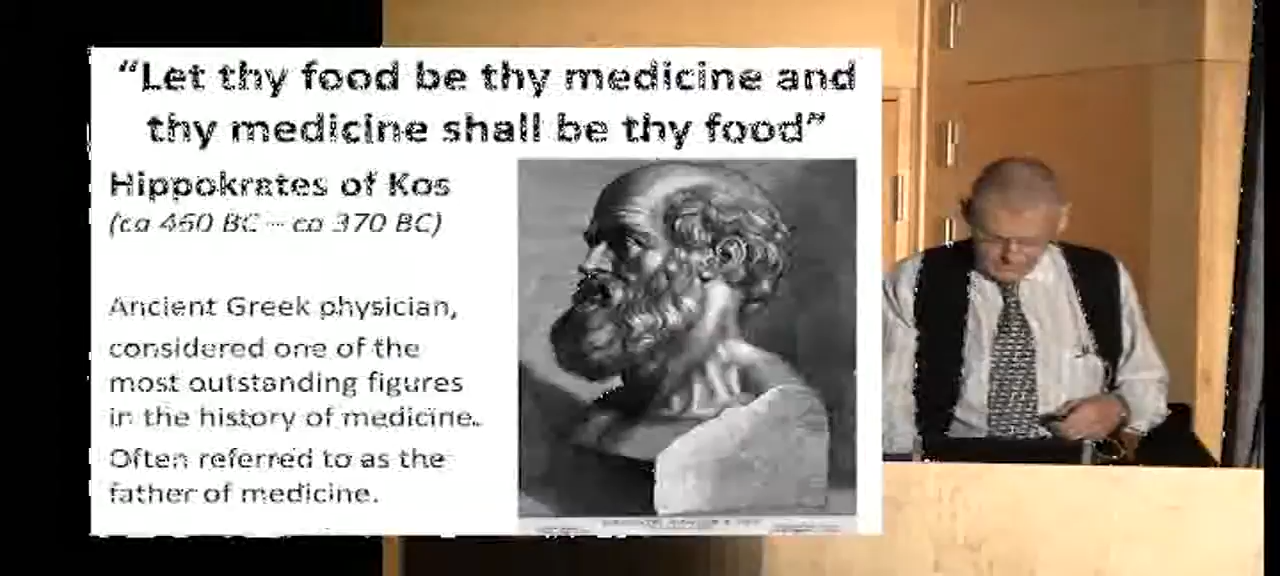 “Let thy food be thy medicine and
thy medicine shall be thy food”
Hippokrates of Kos
(ca 460 BC – ca 370 BC)
Ancient Greek physician,
considered one of the
most outstanding figures
in the history of medicine.
Often referred to as the
father of medicine.